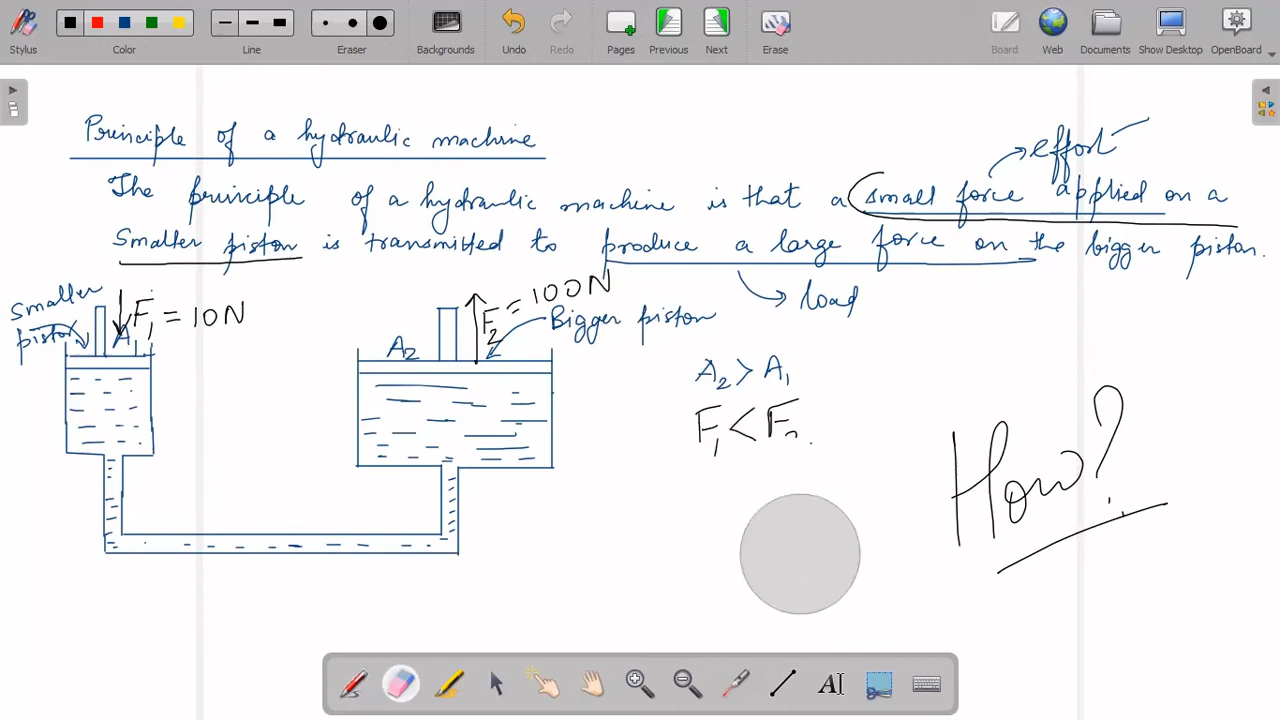 Stylus
Color
Line
Eraser
Backgrounds
Undo
Redo
Pages
Previous
Next
Erase
Board
Web
Documents
Show Desktop
OpenBoard
Principle of a hydraulic machine
effort
The principle of a hydraulic machine is that a small force applied on a
Smaller piston is transmitted to produce a large force on the bigger piston.
load
Smaller
piston
F₁ = 10N
A₁
F₂ = 100N
Bigger piston
A₂
A₂ > A₁
F₁ < F₂
How?
AI